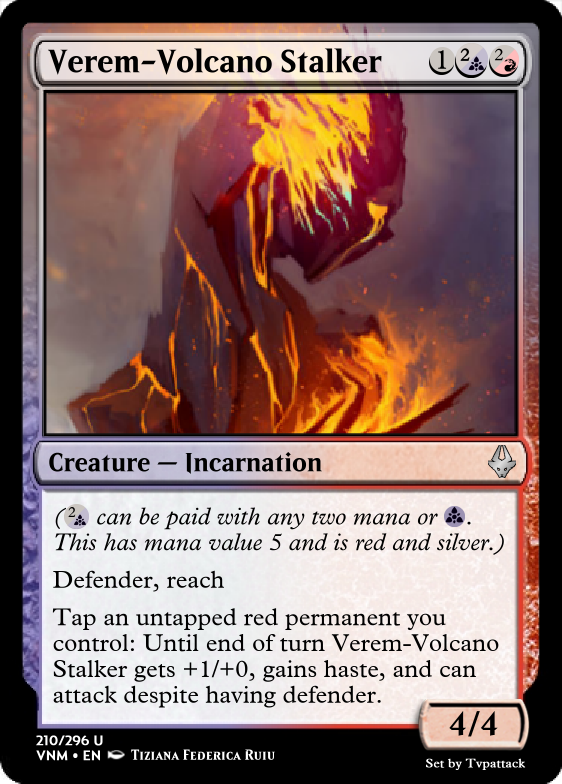 Verem-Volcano Stalker 1 2 2
Creature — Incarnation
(2 can be paid with any two mana or .
This has mana value 5 and is red and silver.)
Defender, reach
Tap an untapped red permanent you
control: Until end of turn Verem-Volcano
Stalker gets +1/+0, gains haste, and can
attack despite having defender.
4/4
210/296 U
VNM • EN Tiziana Federica Ruiu
Set by Tvpattack